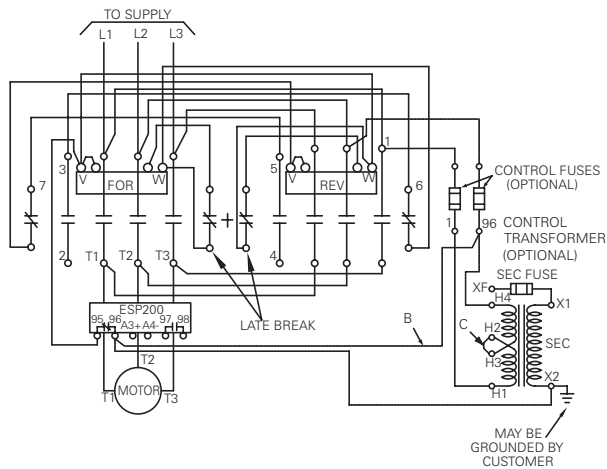 TO SUPPLY
L1 L2 L3
7
3
V
FOR
W
5
V
REV
W
1
6
CONTROL FUSES
(OPTIONAL)
1
96
CONTROL
TRANSFORMER
(OPTIONAL)
2
T1
T2
T3
+
4
LATE BREAK
SEC FUSE
XF
H4
X1
ESP200
95 96 A3+ A4- 97 98
B
C
H2
H3
SEC
H1
X2
T2
T1
MOTOR
T3
MAY BE
GROUNDED BY
CUSTOMER